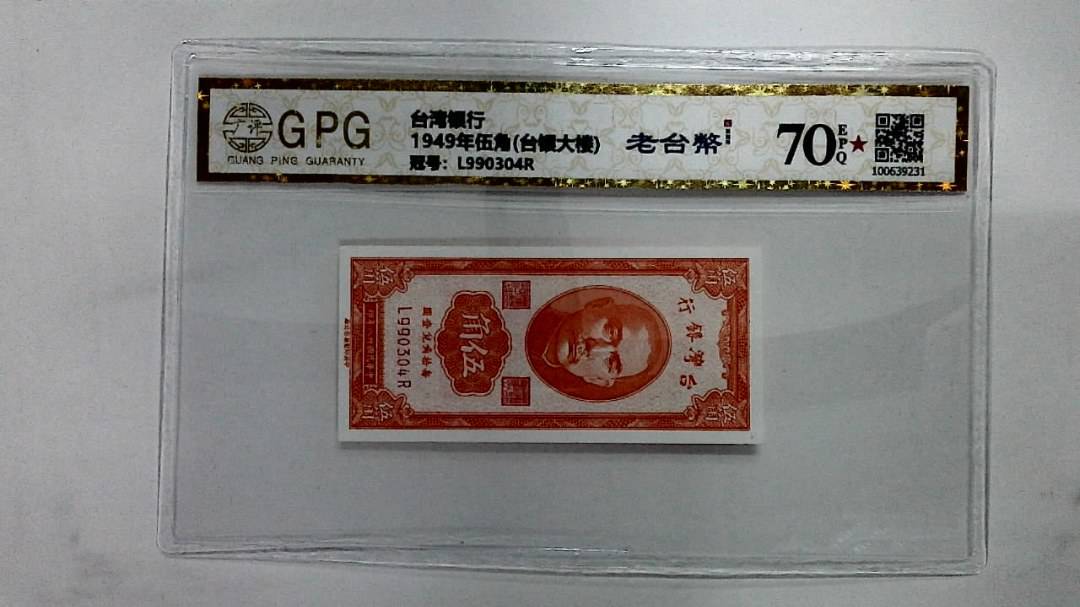 GPG
GUANG PING GUARANTY
台湾银行
1949年伍角(台银大楼)
冠号: L990304R
老台幣
70
EPQ
★
100639231
台灣銀行
伍角
L990304R
伍角
伍角
伍角
伍角